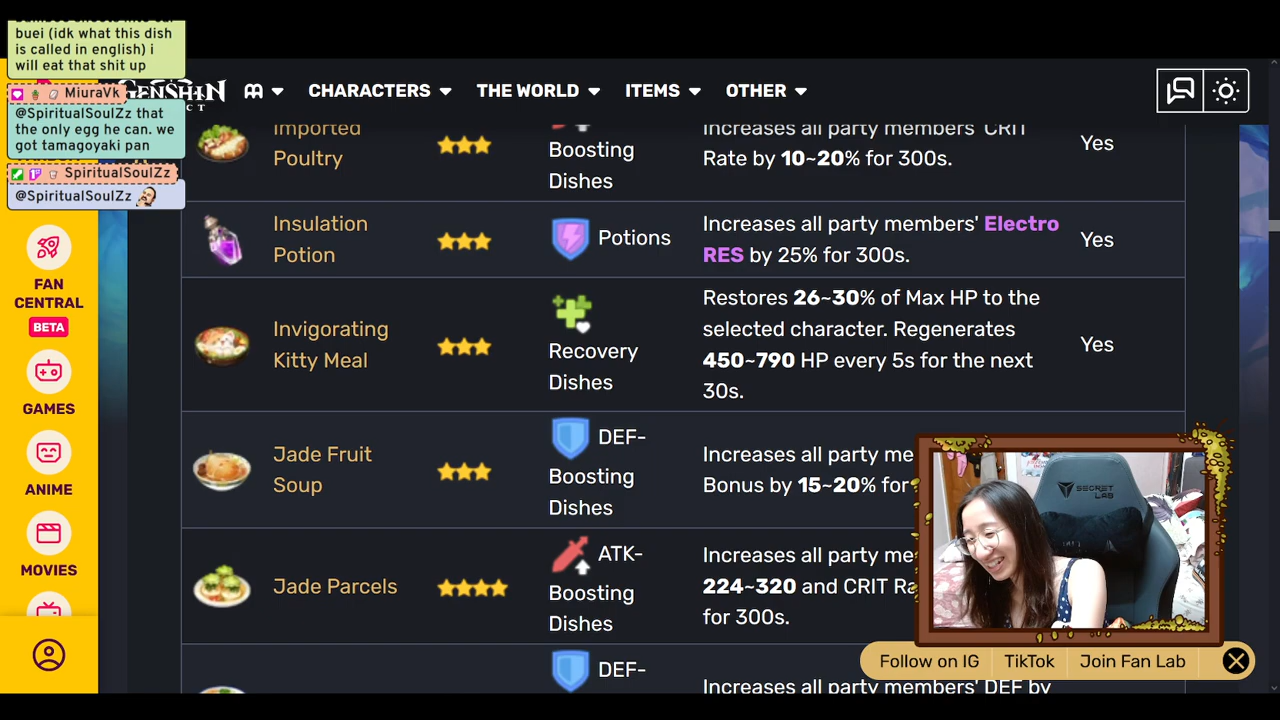 buei (idk what this dish
is called in english) i
will eat that shit up
MiuraVk
@SpiritualSoulZz that
the only egg he can. we
got tamagoyaki pan
SpiritualSoulZz
@SpiritualSoulZz
GENSHIN
CHARACTERS
THE WORLD
ITEMS
OTHER
FAN
CENTRAL
BETA
GAMES
ANIME
MOVIES
Imported
Poultry
Boosting
Dishes
Increases all party members' CRIT
Rate by 10~20% for 300s.
Yes
Insulation
Potion
Potions
Increases all party members' Electro
RES by 25% for 300s.
Yes
Invigorating
Kitty Meal
Recovery
Dishes
Restores 26~30% of Max HP to the
selected character. Regenerates
450~790 HP every 5s for the next
30s.
Yes
Jade Fruit
Soup
DEF-
Boosting
Dishes
Increases all party me
Bonus by 15~20% for
Jade Parcels
ATK-
Boosting
Dishes
Increases all party me
224~320 and CRIT Ra
for 300s.
DEF-
Increases all party members' DEF by
SECRET
LAB
Follow on IG
TikTok
Join Fan Lab